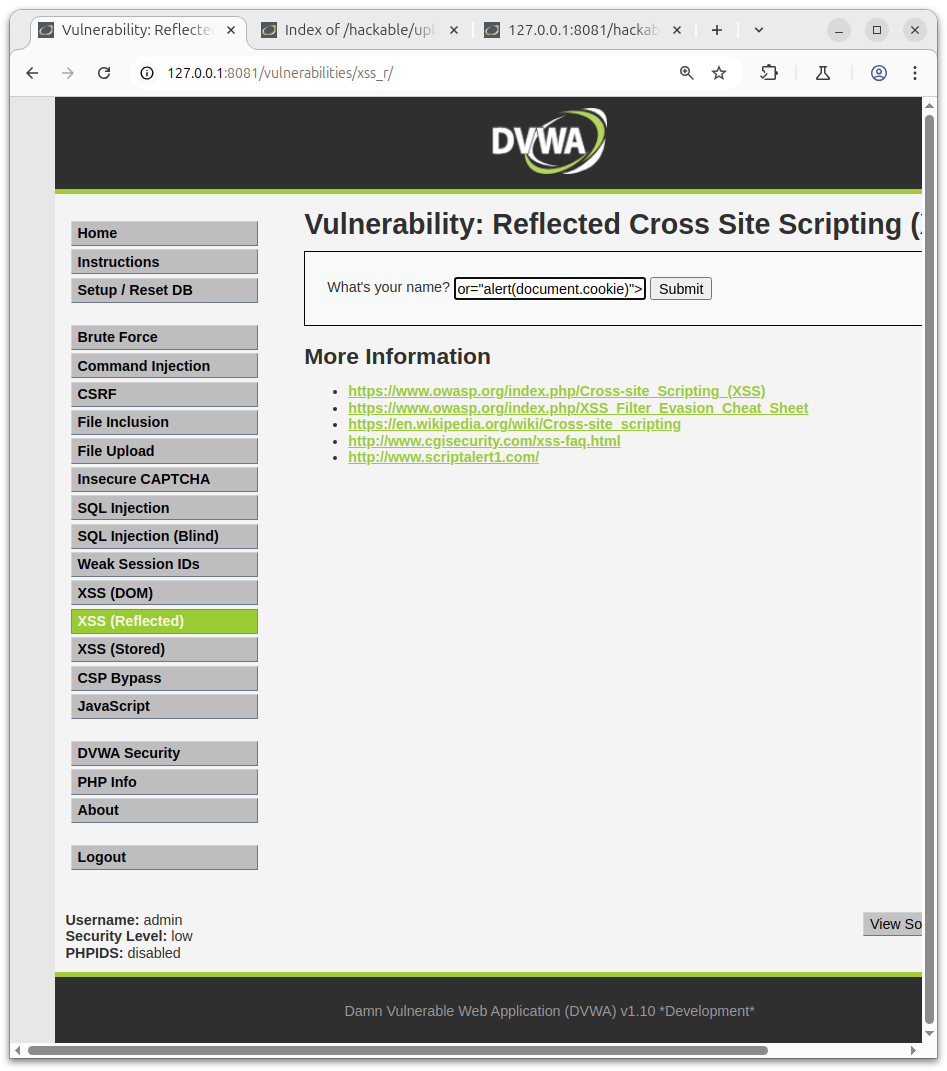 Vulnerability: Reflecte
Index of /hackable/upl
127.0.0.1:8081/hackab
127.0.0.1:8081/vulnerabilities/xss_r/
DVWA
Home
Instructions
Setup / Reset DB
Brute Force
Command Injection
CSRF
File Inclusion
File Upload
Insecure CAPTCHA
SQL Injection
SQL Injection (Blind)
Weak Session IDs
XSS (DOM)
XSS (Reflected)
XSS (Stored)
CSP Bypass
JavaScript
DVWA Security
PHP Info
About
Logout
Vulnerability: Reflected Cross Site Scripting (
What's your name? or="alert(document.cookie)"> Submit
More Information
https://www.owasp.org/index.php/Cross-site_Scripting_(XSS)
https://www.owasp.org/index.php/XSS_Filter_Evasion_Cheat_Sheet
https://en.wikipedia.org/wiki/Cross-site_scripting
http://www.cgisecurity.com/xss-faq.html
http://www.scriptalert1.com/
Username: admin
Security Level: low
PHPIDS: disabled
View So
Damn Vulnerable Web Application (DVWA) v1.10 *Development*